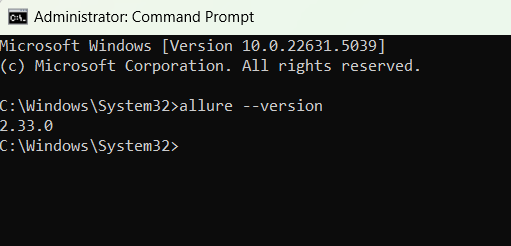 Administrator: Command Prompt
Microsoft Windows [Version 10.0.22631.5039]
(c) Microsoft Corporation. All rights reserved.
C:\Windows\System32>allure --version
2.33.0
C:\Windows\System32>